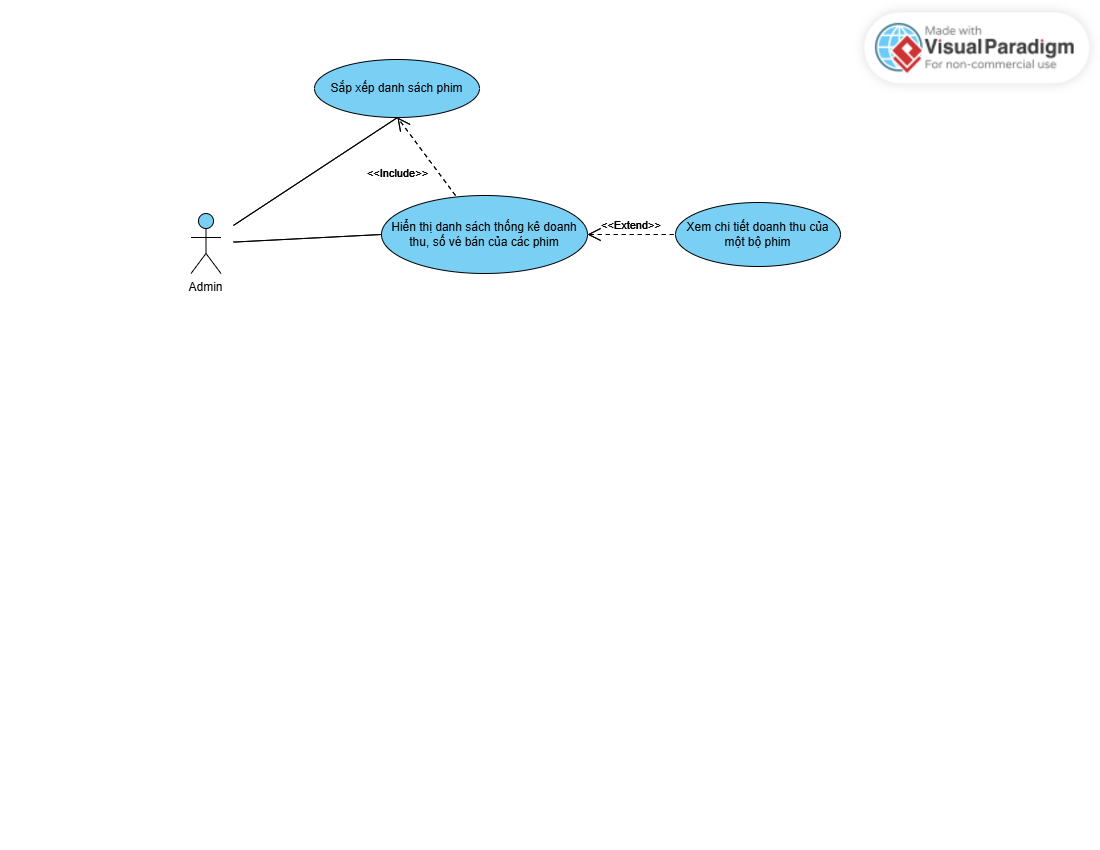 Made with
Visual Paradigm
For non-commercial use
Sắp xếp danh sách phim
<<Include>>
Hiển thị danh sách thống kê doanh
thu, số vé bán của các phim
<<Extend>>
Xem chi tiết doanh thu của
một bộ phim
Admin